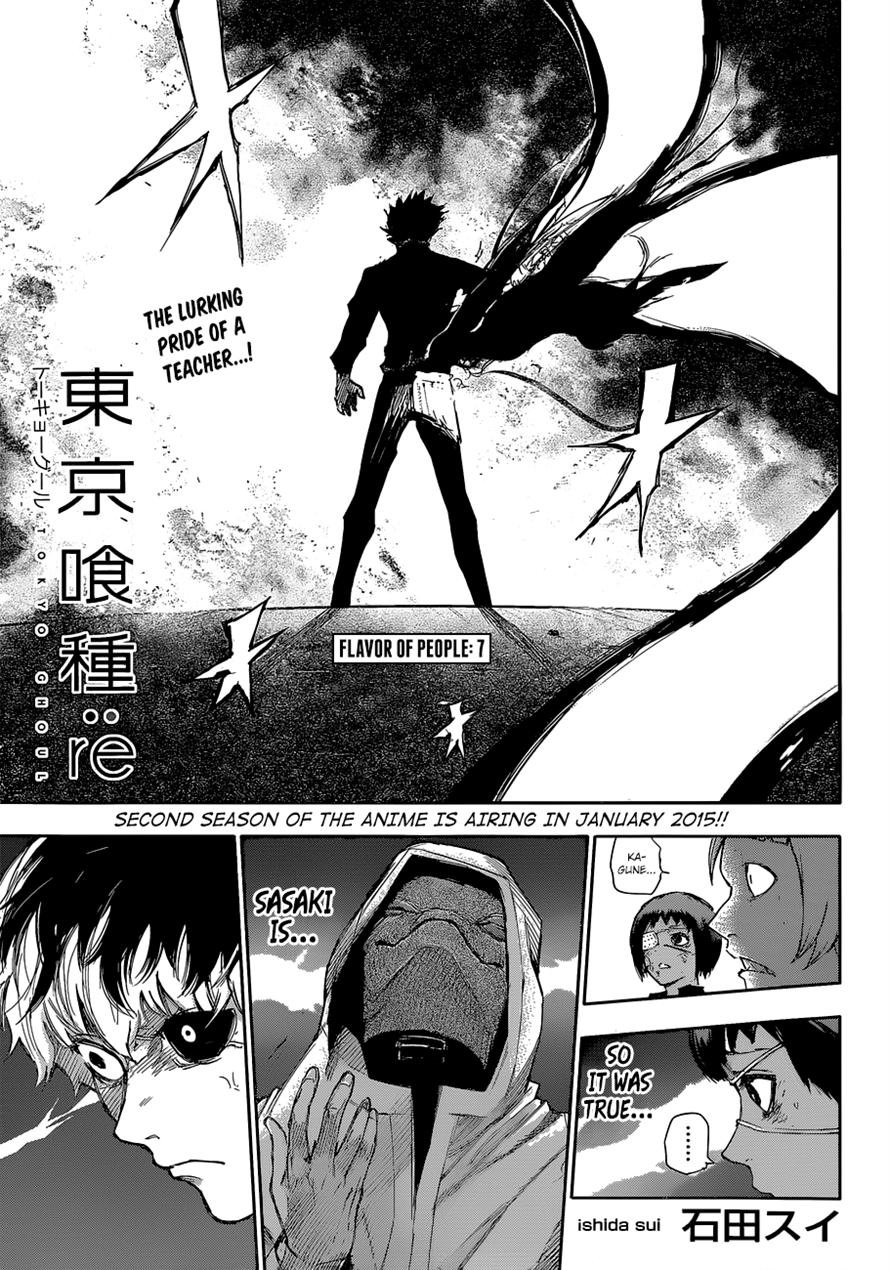 THE LURKING
PRIDE OF A
TEACHER...!
東京喰種:re
トーキョーグール
TOKYO GHOUL
FLAVOR OF PEOPLE: 7
SECOND SEASON OF THE ANIME IS AIRING IN JANUARY 2015!!
KA-
GUNE...
SO
IT WAS
TRUE...
......
SASAKI
IS...
ishida sui 石田スイ